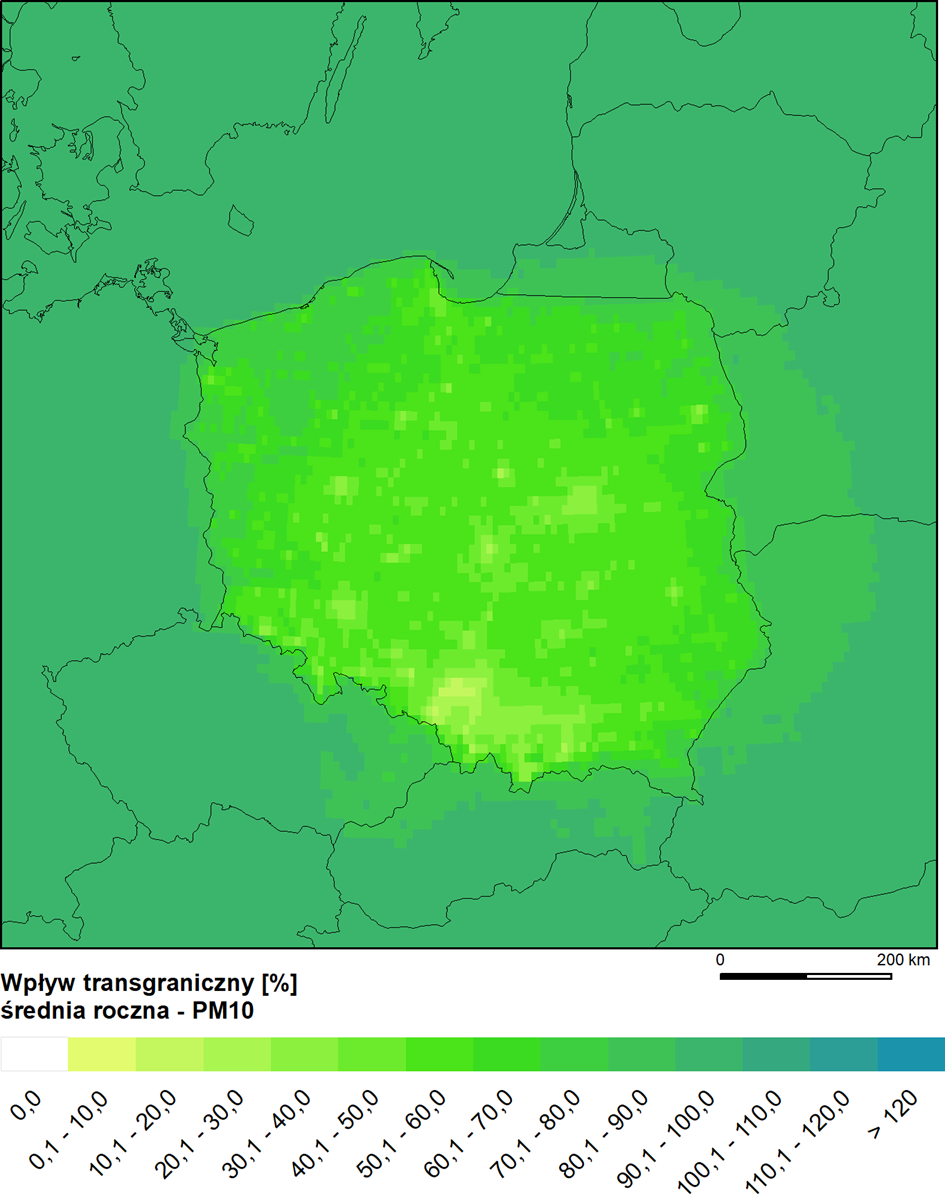 0 200 km
Wpływ transgraniczny [%]
średnia roczna - PM10
0,0
0,1 - 10,0
10,1 - 20,0
20,1 - 30,0
30,1 - 40,0
40,1 - 50,0
50,1 - 60,0
60,1 - 70,0
70,1 - 80,0
80,1 - 90,0
90,1 - 100,0
100,1 - 110,0
110,1 - 120,0
> 120